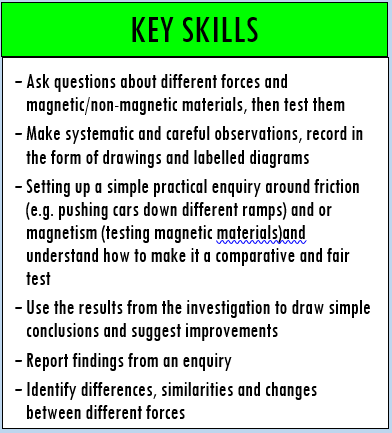 KEY SKILLS
– Ask questions about different forces and
magnetic/non-magnetic materials, then test them
– Make systematic and careful observations, record in
the form of drawings and labelled diagrams
– Setting up a simple practical enquiry around friction
(e.g. pushing cars down different ramps) and or
magnetism (testing magnetic materials)and
understand how to make it a comparative and fair
test
– Use the results from the investigation to draw simple
conclusions and suggest improvements
– Report findings from an enquiry
– Identify differences, similarities and changes
between different forces